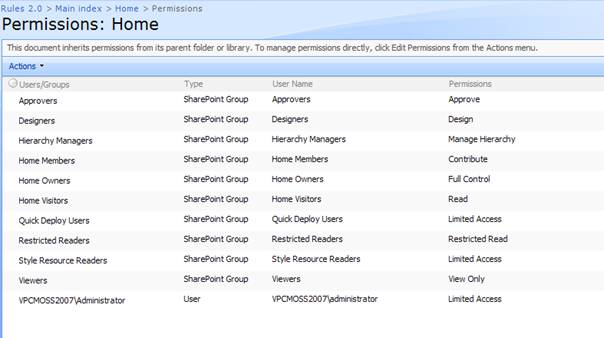 Rules 2.0 > Main index > Home > Permissions
Permissions: Home
This document inherits permissions from its parent folder or library. To manage permissions directly, click Edit Permissions from the Actions menu.
Actions
Users/Groups Type User Name Permissions
Approvers SharePoint Group Approvers Approve
Designers SharePoint Group Designers Design
Hierarchy Managers SharePoint Group Hierarchy Managers Manage Hierarchy
Home Members SharePoint Group Home Members Contribute
Home Owners SharePoint Group Home Owners Full Control
Home Visitors SharePoint Group Home Visitors Read
Quick Deploy Users SharePoint Group Quick Deploy Users Limited Access
Restricted Readers SharePoint Group Restricted Readers Restricted Read
Style Resource Readers SharePoint Group Style Resource Readers Limited Access
Viewers SharePoint Group Viewers View Only
VPCMOSS2007\Administrator User VPCMOSS2007\administrator Limited Access